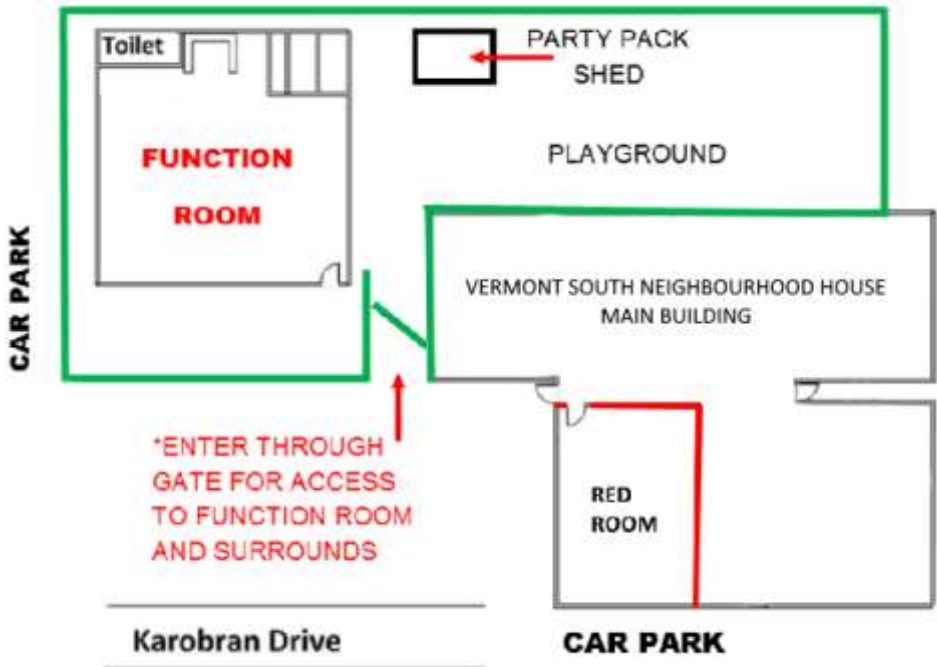 PARTY PACK
SHED
Toilet
FUNCTION
ROOM
PLAYGROUND
CAR PARK
VERMONT SOUTH NEIGHBOURHOOD HOUSE
MAIN BUILDING
*ENTER THROUGH
GATE FOR ACCESS
TO FUNCTION ROOM
AND SURROUNDS
RED
ROOM
Karobran Drive
CAR PARK